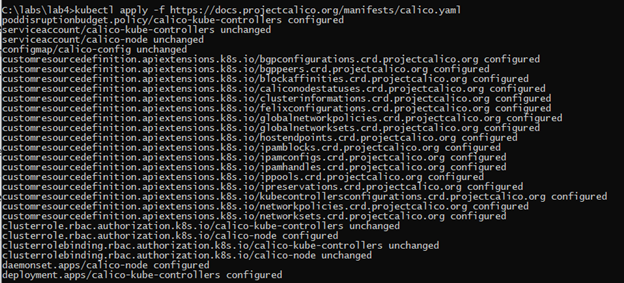 C:\labs\lab4>kubectl apply -f https://docs.projectcalico.org/manifests/calico.yaml
poddisruptionbudget.policy/calico-kube-controllers configured
serviceaccount/calico-kube-controllers unchanged
serviceaccount/calico-node unchanged
configmap/calico-config unchanged
customresourcedefinition.apiextensions.k8s.io/bgpconfigurations.crd.projectcalico.org configured
customresourcedefinition.apiextensions.k8s.io/bgppeers.crd.projectcalico.org configured
customresourcedefinition.apiextensions.k8s.io/blockaffinities.crd.projectcalico.org configured
customresourcedefinition.apiextensions.k8s.io/caliconodestatuses.crd.projectcalico.org configured
customresourcedefinition.apiextensions.k8s.io/clusterinformations.crd.projectcalico.org configured
customresourcedefinition.apiextensions.k8s.io/felixconfigurations.crd.projectcalico.org configured
customresourcedefinition.apiextensions.k8s.io/globalnetworkpolicies.crd.projectcalico.org configured
customresourcedefinition.apiextensions.k8s.io/globalnetworksets.crd.projectcalico.org configured
customresourcedefinition.apiextensions.k8s.io/hostendpoints.crd.projectcalico.org configured
customresourcedefinition.apiextensions.k8s.io/ipamblocks.crd.projectcalico.org configured
customresourcedefinition.apiextensions.k8s.io/ipamconfigs.crd.projectcalico.org configured
customresourcedefinition.apiextensions.k8s.io/ipamhandles.crd.projectcalico.org configured
customresourcedefinition.apiextensions.k8s.io/ippools.crd.projectcalico.org configured
customresourcedefinition.apiextensions.k8s.io/ipreservations.crd.projectcalico.org configured
customresourcedefinition.apiextensions.k8s.io/kubecontrollersconfigurations.crd.projectcalico.org configured
customresourcedefinition.apiextensions.k8s.io/networkpolicies.crd.projectcalico.org configured
customresourcedefinition.apiextensions.k8s.io/networksets.crd.projectcalico.org configured
clusterrole.rbac.authorization.k8s.io/calico-kube-controllers unchanged
clusterrole.rbac.authorization.k8s.io/calico-node configured
clusterrolebinding.rbac.authorization.k8s.io/calico-kube-controllers unchanged
clusterrolebinding.rbac.authorization.k8s.io/calico-node unchanged
daemonset.apps/calico-node configured
deployment.apps/calico-kube-controllers configured